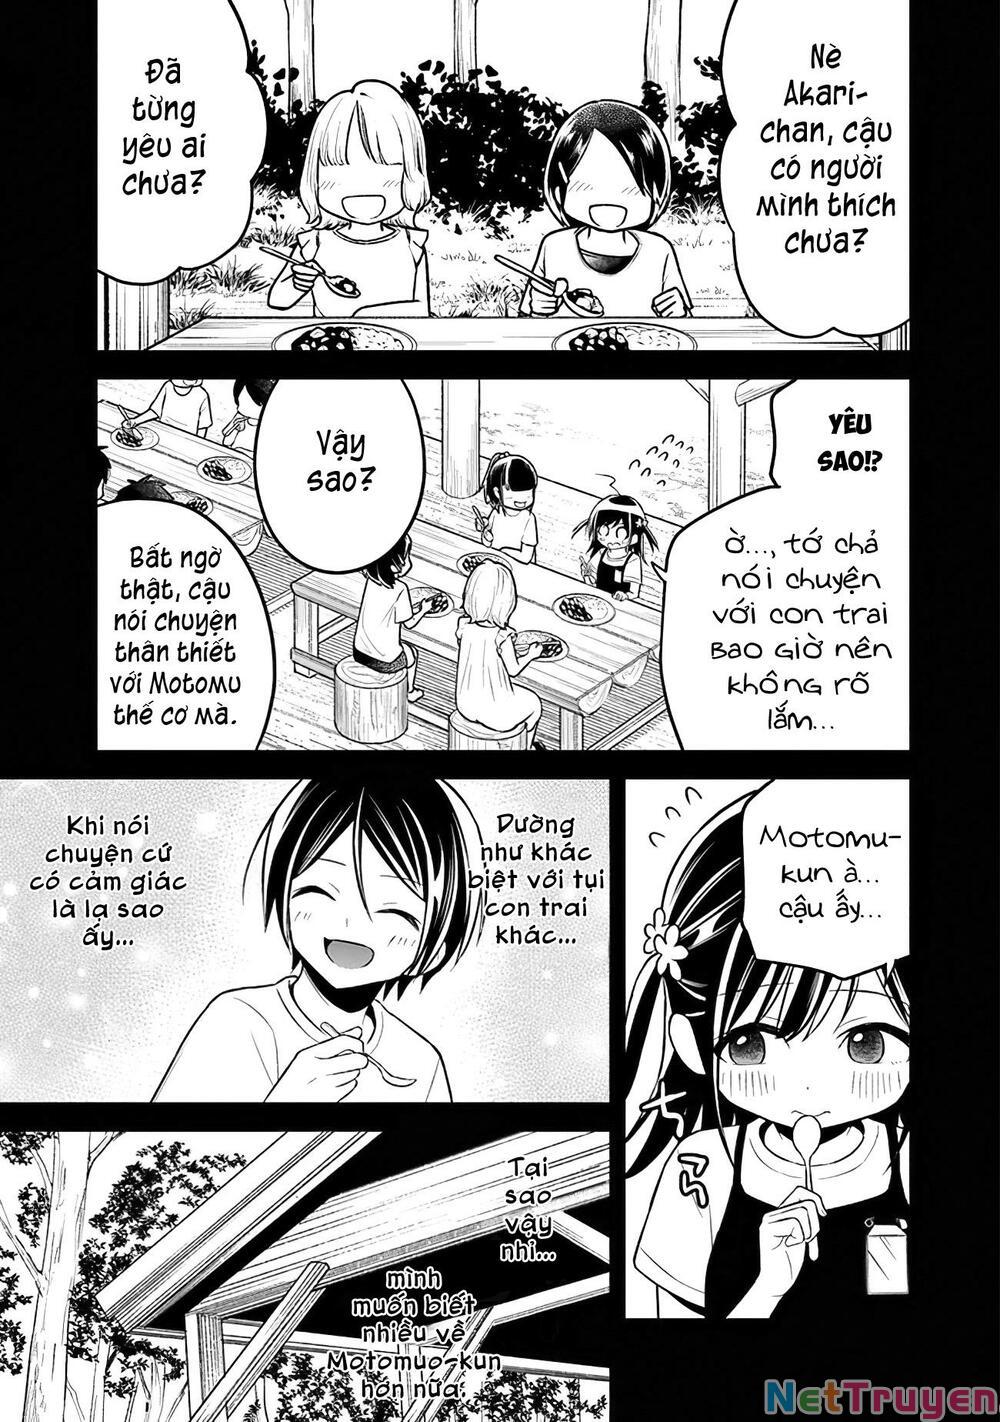 Nè
Akari-
chan, cậu
có người
mình thích
chưa?
Đã
từng
yêu ai
chưa?
YÊU
SAO!?
Ờ..., tớ chả
nói chuyện
với con trai
bao giờ nên
không rõ
lắm...
Vậy
sao?
Bất ngờ
thật, cậu
nói chuyện
thân thiết
với Motomu
thế cơ mà.
Motomu-
kun à...
cậu ấy...
Dường
như khác
biệt với tụi
con trai
khác...
Khi nói
chuyện cứ
có cảm giác
là lạ sao
ấy...
Tại
sao
vậy
nhỉ...
mình
muốn biết
nhiều về
Motomuo-kun
hơn nữa.
NetTruyen